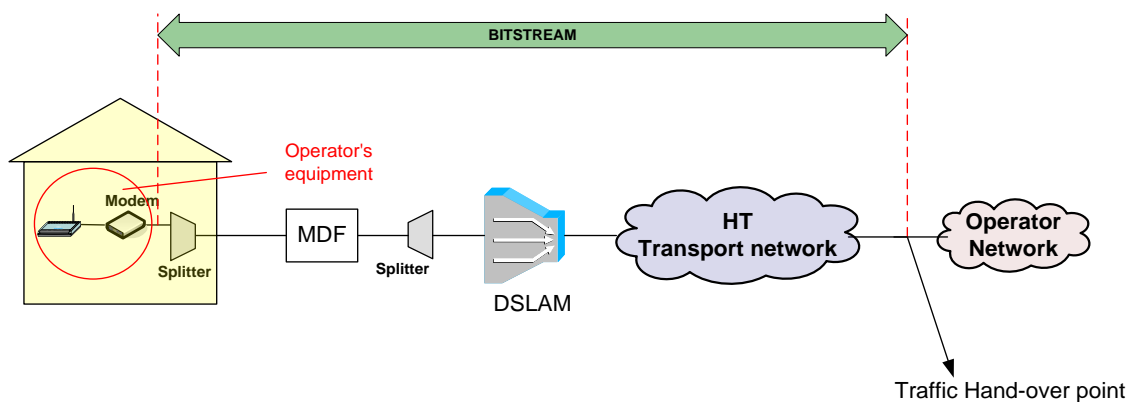 BITSTREAM
Operator's
equipment
Modem
Splitter
MDF
Splitter
DSLAM
HT
Transport network
Operator
Network
Traffic Hand-over point